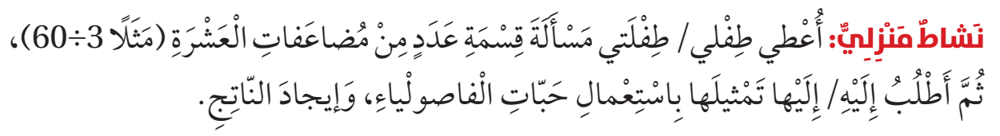 نَشاطٌ مَنْزِلِيٌّ: أُعْطي طِفْلي/ طِفْلَتي مَسْأَلَةَ قِسْمَةِ عَدَدٍ مِنْ مُضاعَفاتِ الْعَشْرَةِ (مَثَلًا 3÷60)،
ثُمَّ أَطْلُبُ إِلَيْهِ/ إِلَيْها تَمْثيلَها بِاسْتِعْمالِ حَبّاتِ الْفاصولْياءِ، وَإيجادَ النّاتِجِ.